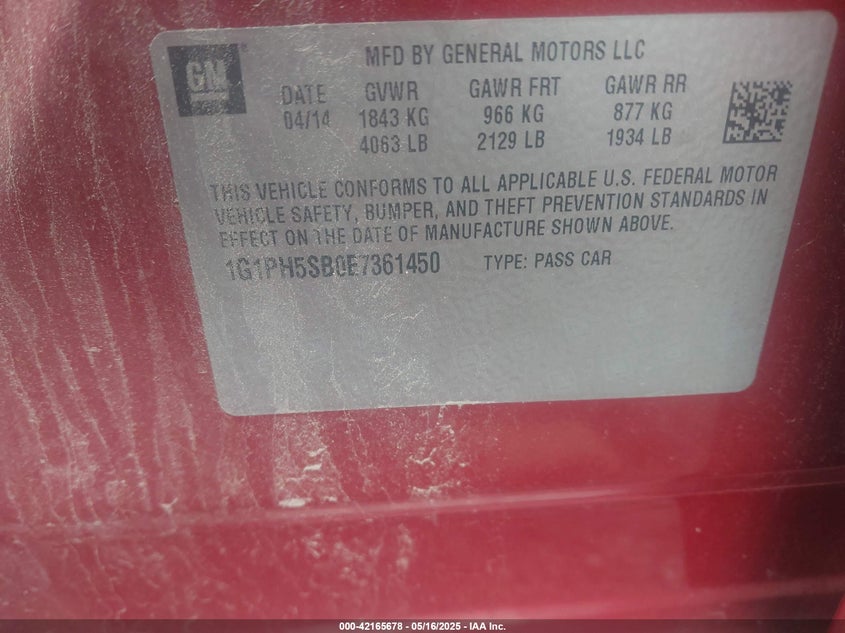 GM
MFD BY GENERAL MOTORS LLC
DATE GVWR GAWR FRT GAWR RR
04/14 1843 KG 966 KG 877 KG
4063 LB 2129 LB 1934 LB
THIS VEHICLE CONFORMS TO ALL APPLICABLE U.S. FEDERAL MOTOR
VEHICLE SAFETY, BUMPER, AND THEFT PREVENTION STANDARDS IN
EFFECT ON THE DATE OF MANUFACTURE SHOWN ABOVE.
1G1PH5SB0E7361450 TYPE: PASS CAR
000-42165678 - 05/16/2025 - IAA Inc.